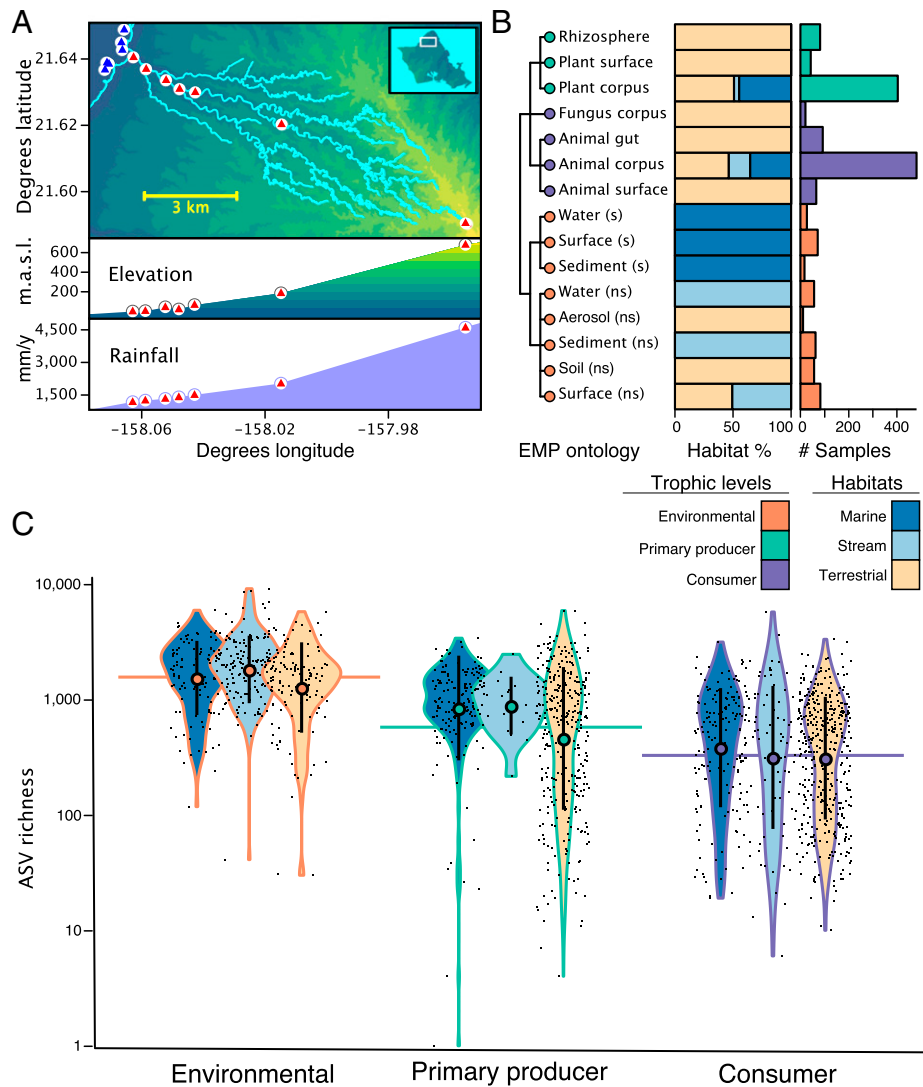 A
Degrees latitude
21.64
21.62
21.60
3 km
m.a.s.l.
600
400
200
Elevation
mm/y
4,500
3,000
1,500
Rainfall
−158.06
−158.02
−157.98
Degrees longitude
B
Rhizosphere
Plant surface
Plant corpus
Fungus corpus
Animal gut
Animal corpus
Animal surface
Water (s)
Surface (s)
Sediment (s)
Water (ns)
Aerosol (ns)
Sediment (ns)
Soil (ns)
Surface (ns)
0 50 100
0 200 400
EMP ontology
Habitat %
# Samples
Trophic levels
Environmental
Primary producer
Consumer
Habitats
Marine
Stream
Terrestrial
C
ASV richness
10,000
1,000
100
10
1
Environmental
Primary producer
Consumer